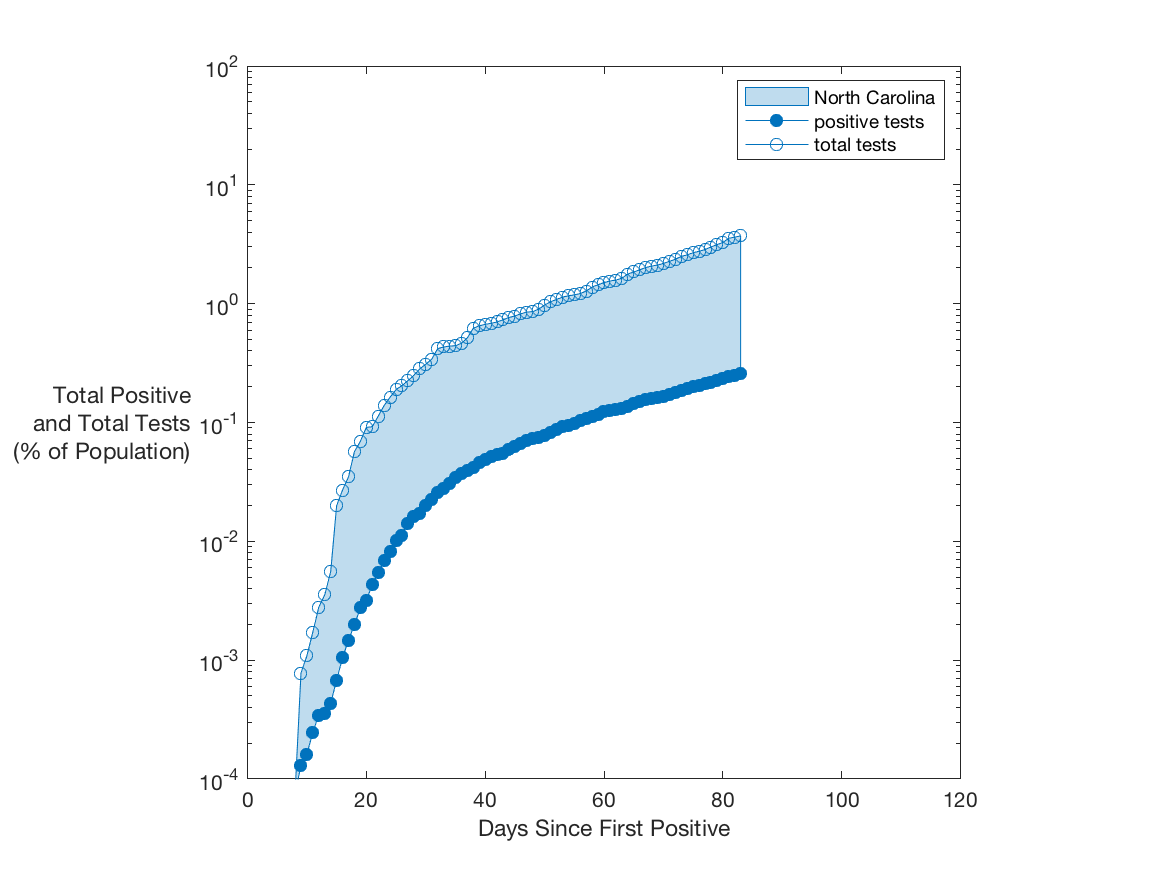 10^2
10^1
10^0
10^-1
10^-2
10^-3
10^-4
Total Positive
and Total Tests
(% of Population)
North Carolina
positive tests
total tests
0 20 40 60 80 100 120
Days Since First Positive